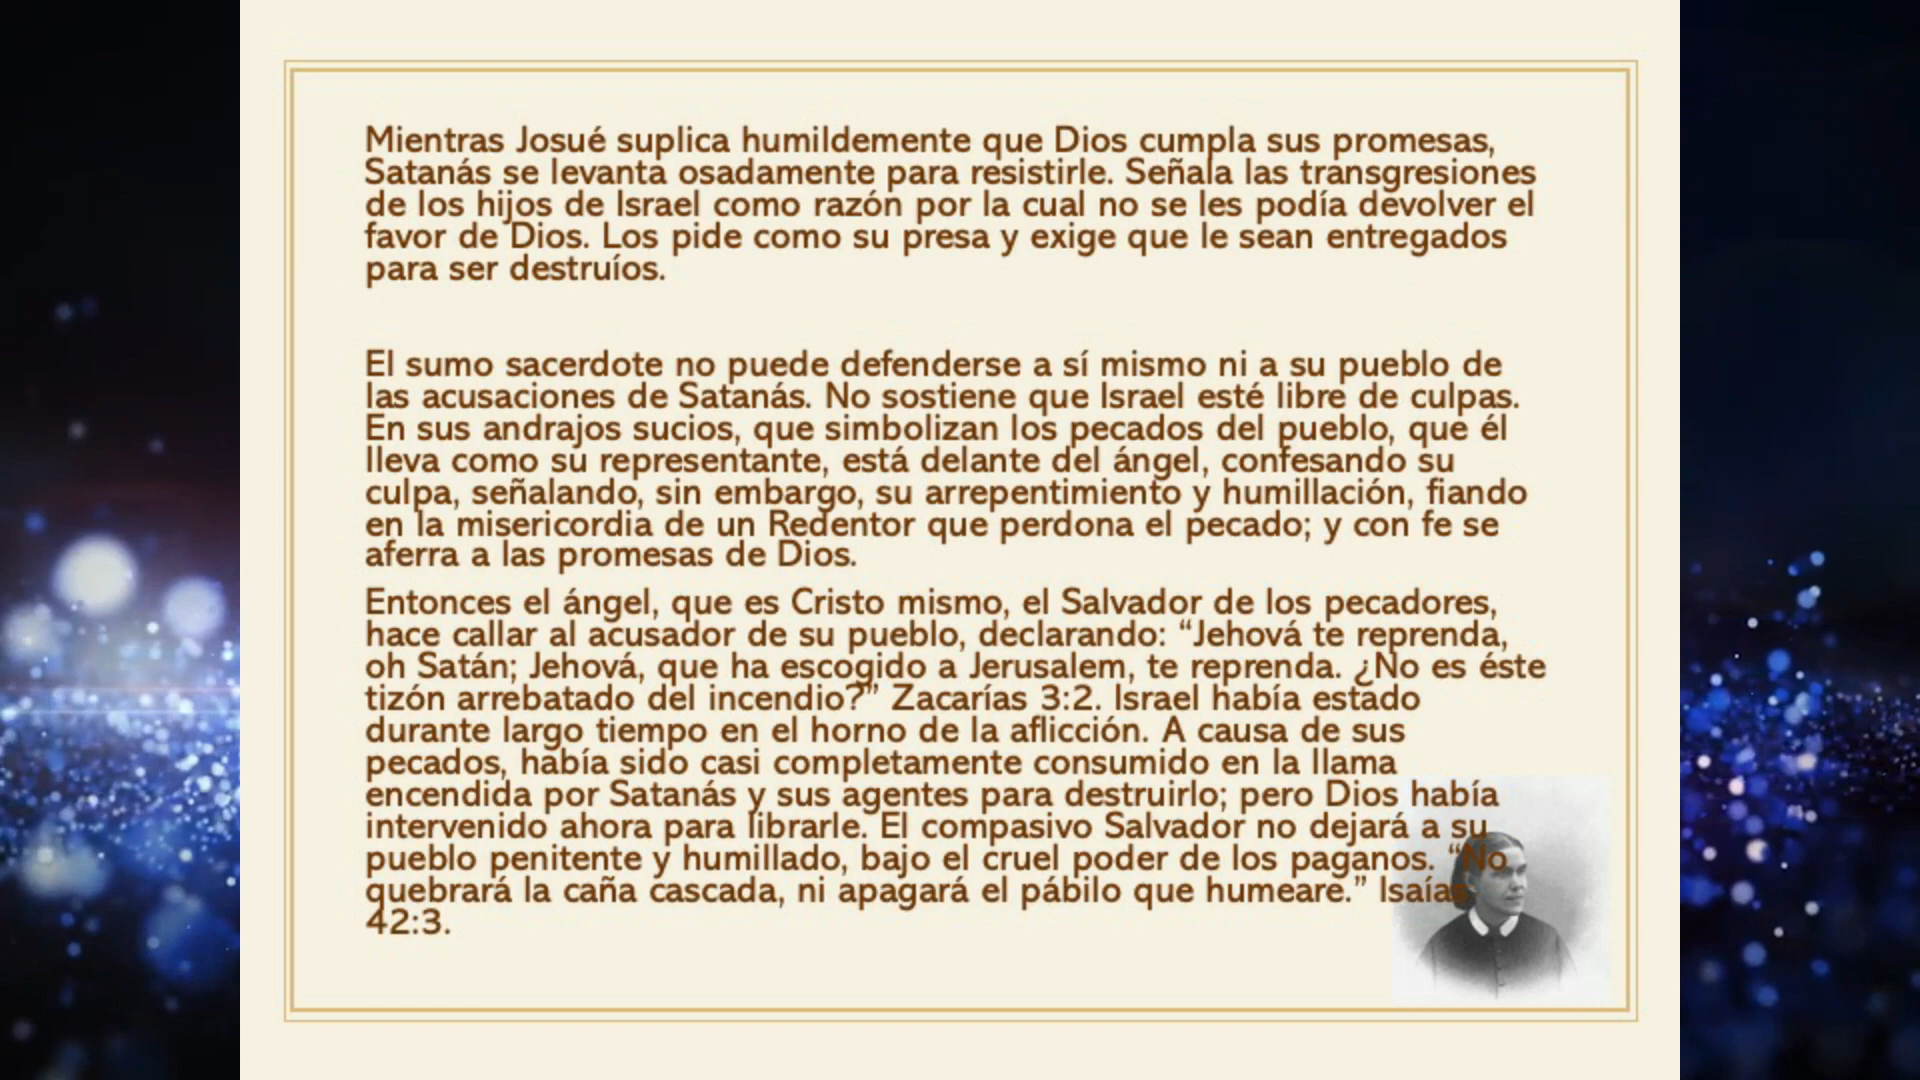 Mientras Josué suplica humildemente que Dios cumpla sus promesas,
Satanás se levanta osadamente para resistirle. Señala las transgresiones
de los hijos de Israel como razón por la cual no se les podía devolver el
favor de Dios. Los pide como su presa y exige que le sean entregados
para ser destruíos.
El sumo sacerdote no puede defenderse a sí mismo ni a su pueblo de
las acusaciones de Satanás. No sostiene que Israel esté libre de culpas.
En sus andrajos sucios, que simbolizan los pecados del pueblo, que él
lleva como su representante, está delante del ángel, confesando su
culpa, señalando, sin embargo, su arrepentimiento y humillación, fiando
en la misericordia de un Redentor que perdona el pecado; y con fe se
aferra a las promesas de Dios.
Entonces el ángel, que es Cristo mismo, el Salvador de los pecadores,
hace callar al acusador de su pueblo, declarando: “Jehová te reprenda,
oh Satán; Jehová, que ha escogido a Jerusalem, te reprenda. ¿No es éste
tizón arrebatado del incendio?” Zacarías 3:2. Israel había estado
durante largo tiempo en el horno de la aflicción. A causa de sus
pecados, había sido casi completamente consumido en la llama
encendida por Satanás y sus agentes para destruirlo; pero Dios había
intervenido ahora para librarle. El compasivo Salvador no dejará a su
pueblo penitente y humillado, bajo el cruel poder de los paganos. “No
quebrará la caña cascada, ni apagará el pábilo que humeare.” Isaías
42:3.